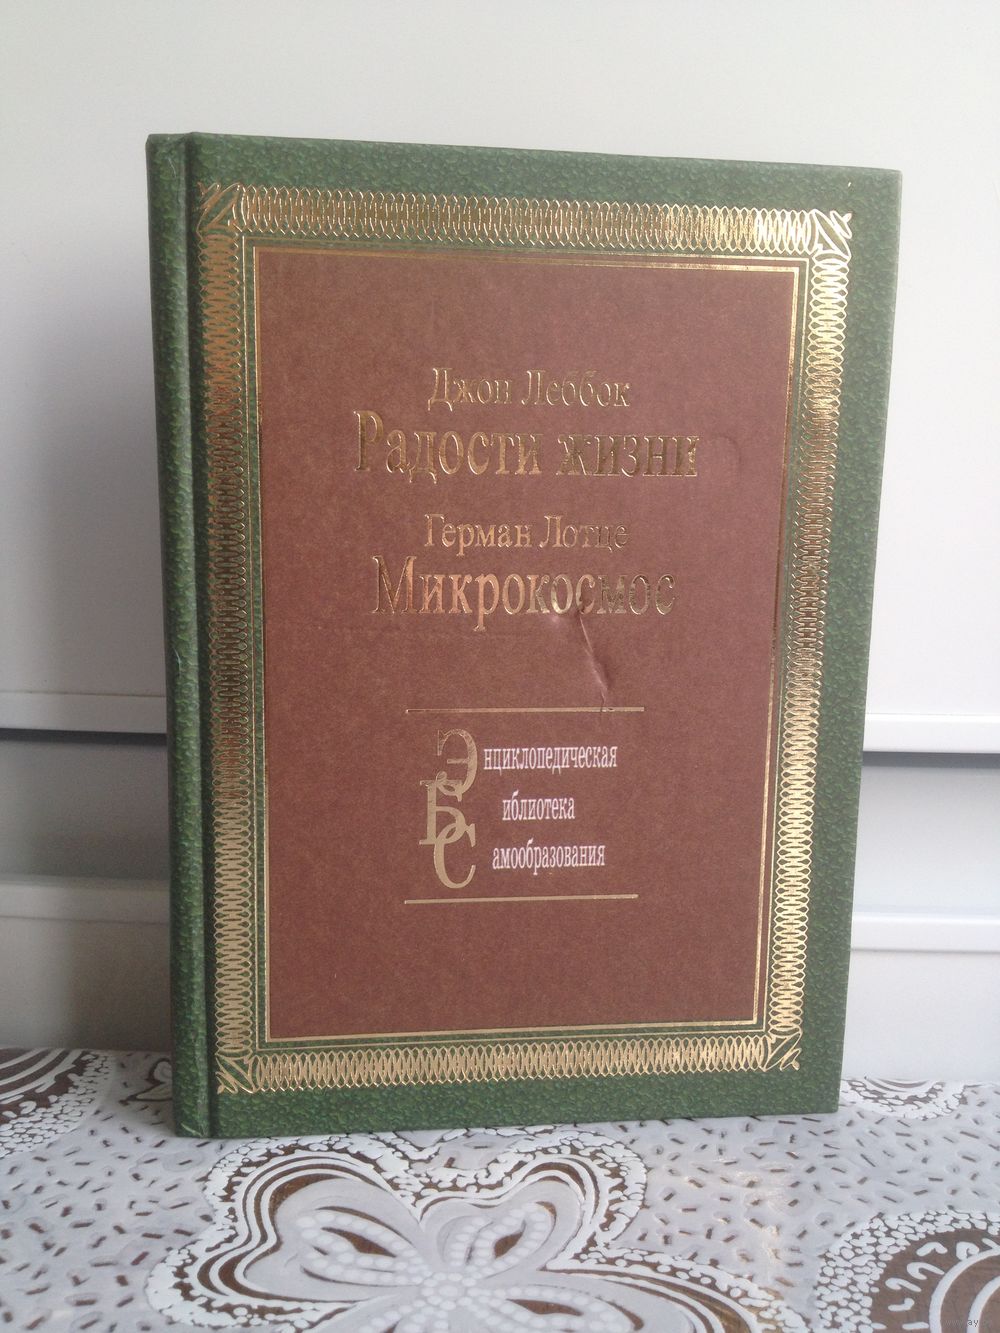 Джон Леббок
Радости жизни
Герман Лотце
Микрокосмос
Энциклопедическая
Библиотека
Самообразования